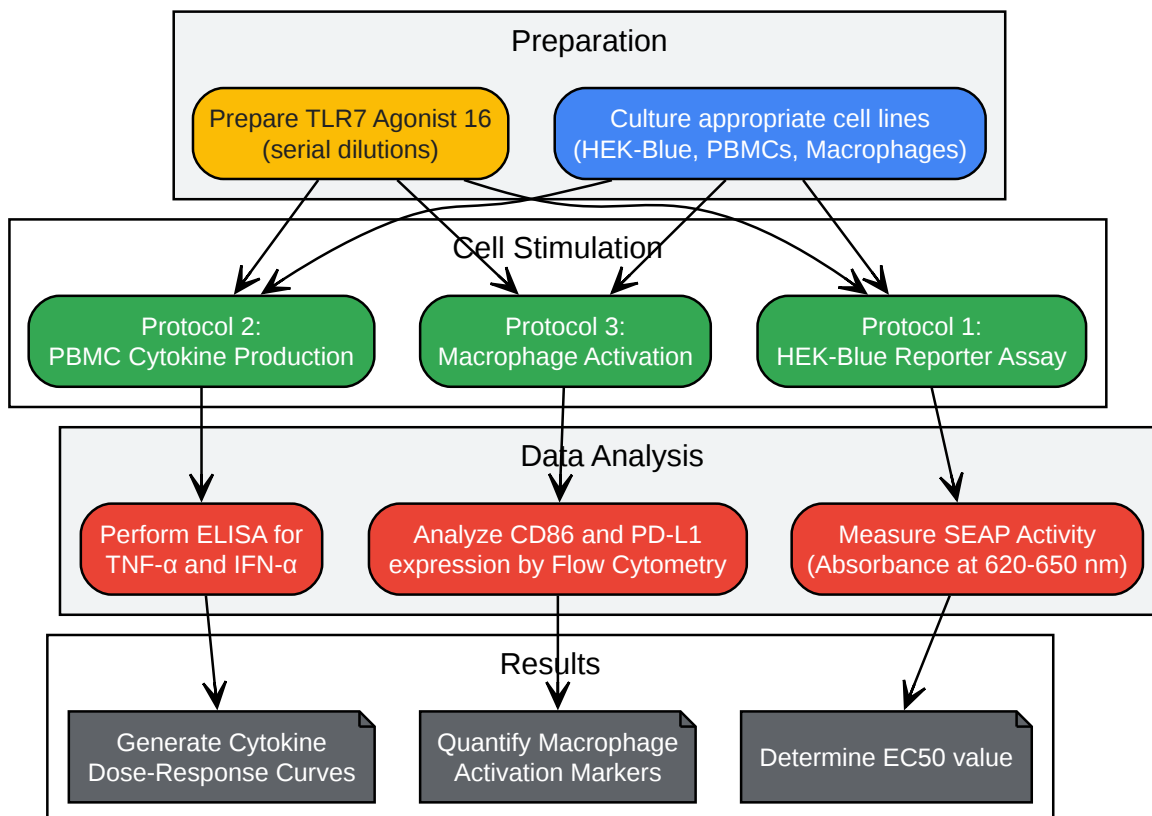 Preparation
Prepare TLR7 Agonist 16
(serial dilutions)
Culture appropriate cell lines
(HEK-Blue, PBMCs, Macrophages)
Cell Stimulation
Protocol 2:
PBMC Cytokine Production
Protocol 3:
Macrophage Activation
Protocol 1:
HEK-Blue Reporter Assay
Data Analysis
Perform ELISA for
TNF-α and IFN-α
Analyze CD86 and PD-L1
expression by Flow Cytometry
Measure SEAP Activity
(Absorbance at 620-650 nm)
Results
Generate Cytokine
Dose-Response Curves
Quantify Macrophage
Activation Markers
Determine EC50 value